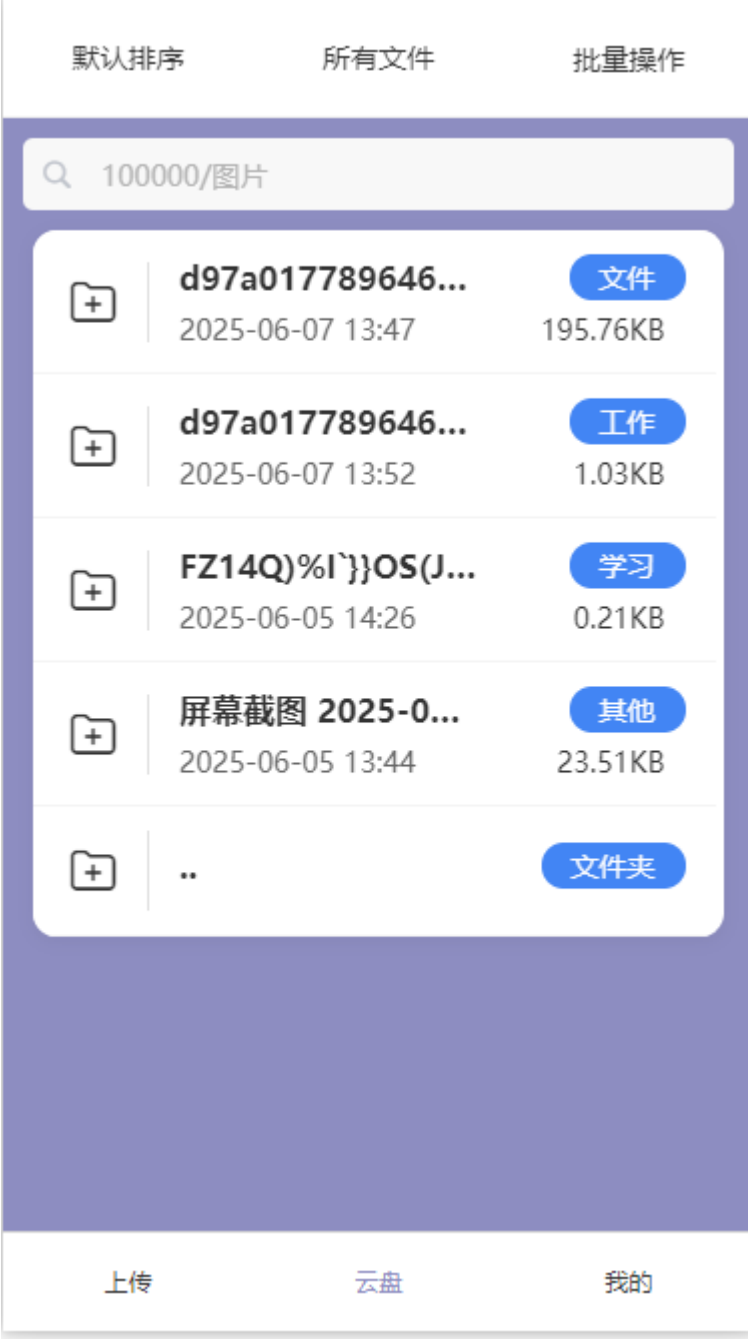 默认排序 所有文件 批量操作
100000/图片
d97a017789646... 文件
2025-06-07 13:47 195.76KB
d97a017789646... 工作
2025-06-07 13:52 1.03KB
FZ14Q)%I`}}OS(J... 学习
2025-06-05 14:26 0.21KB
屏幕截图 2025-0... 其他
2025-06-05 13:44 23.51KB
.. 文件夹
上传 云盘 我的